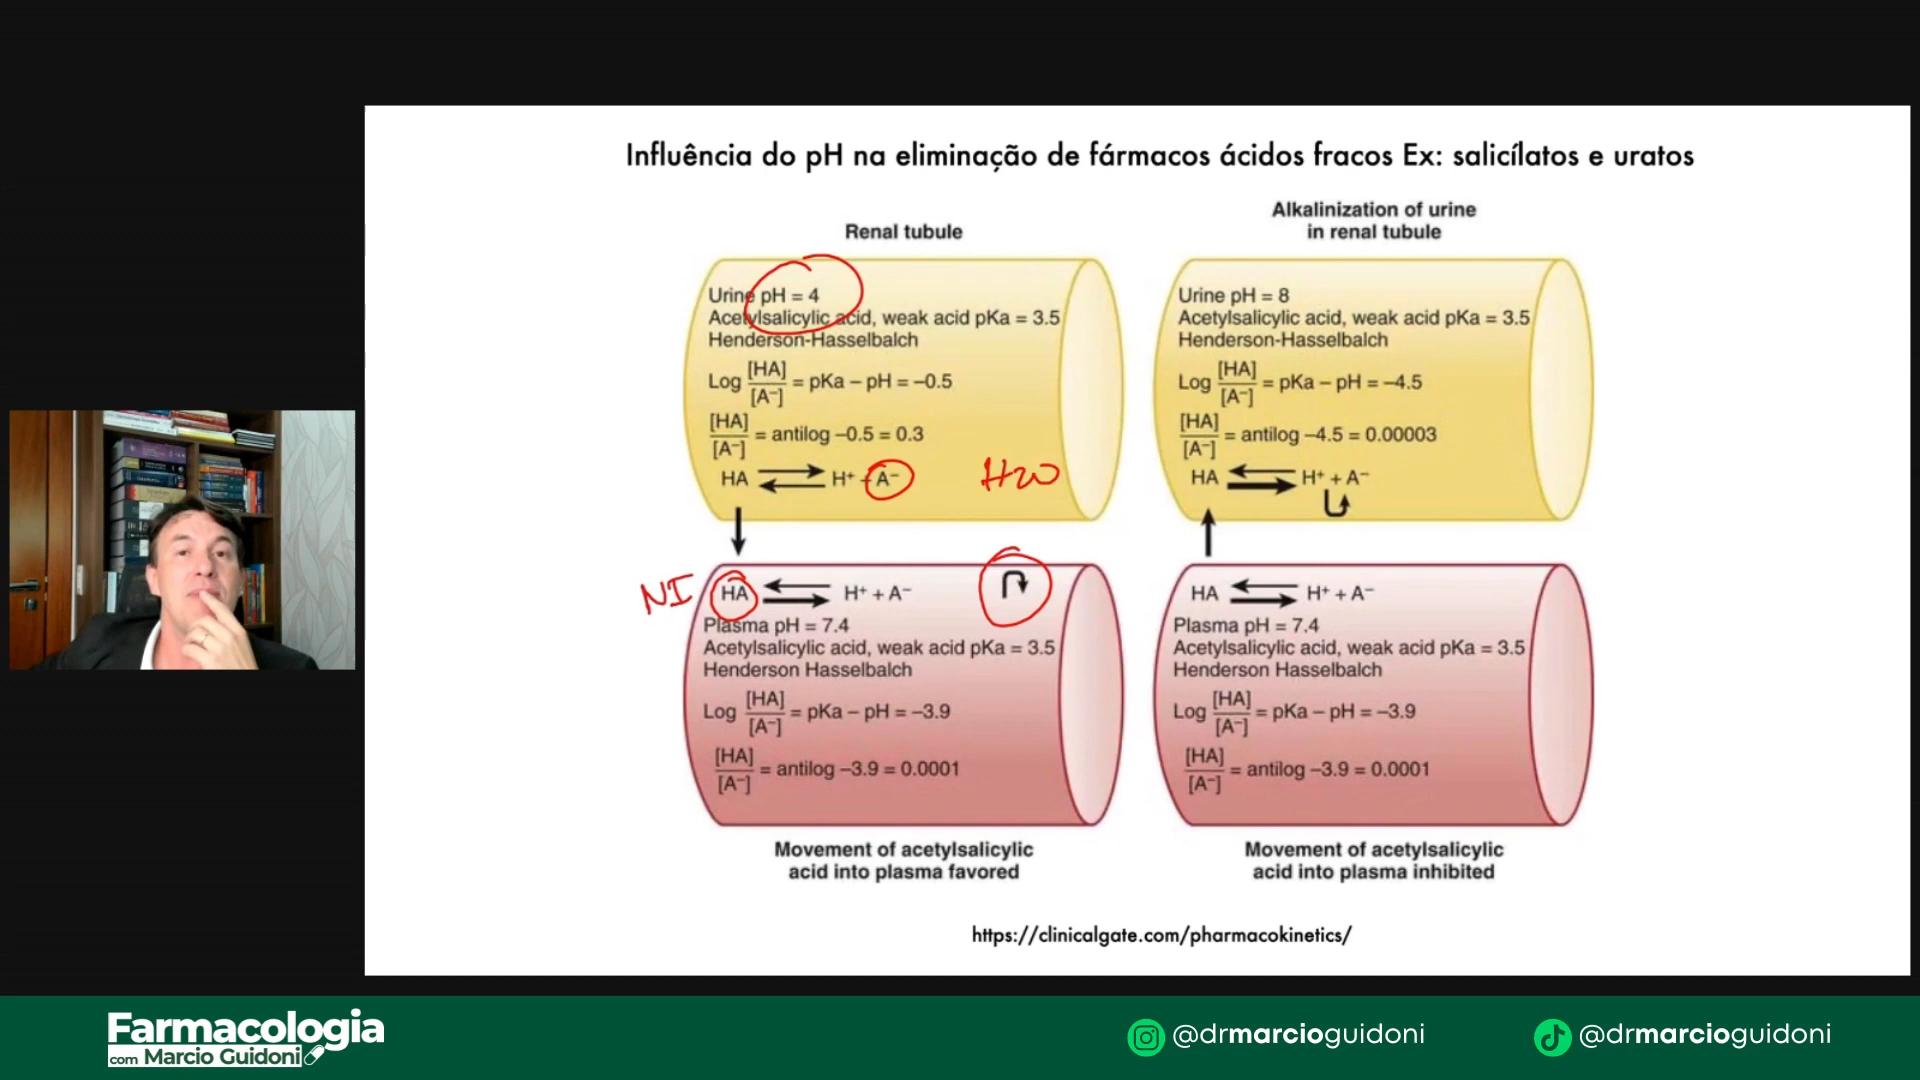 Influência do pH na eliminação de fármacos ácidos fracos Ex: salicílatos e uratos
Renal tubule
Urine pH = 4
Acetylsalicylic acid, weak acid pKa = 3.5
Henderson-Hasselbalch
Log [HA]/[A⁻] = pKa – pH = –0.5
[HA]/[A⁻] = antilog –0.5 = 0.3
HA ⇌ H⁺ + A⁻
H2O
NI
HA ⇌ H⁺ + A⁻
Plasma pH = 7.4
Acetylsalicylic acid, weak acid pKa = 3.5
Henderson Hasselbalch
Log [HA]/[A⁻] = pKa – pH = –3.9
[HA]/[A⁻] = antilog –3.9 = 0.0001
Movement of acetylsalicylic
acid into plasma favored
Alkalinization of urine
in renal tubule
Urine pH = 8
Acetylsalicylic acid, weak acid pKa = 3.5
Henderson-Hasselbalch
Log [HA]/[A⁻] = pKa – pH = –4.5
[HA]/[A⁻] = antilog –4.5 = 0.00003
HA ⇌ H⁺ + A⁻
HA ⇌ H⁺ + A⁻
Plasma pH = 7.4
Acetylsalicylic acid, weak acid pKa = 3.5
Henderson Hasselbalch
Log [HA]/[A⁻] = pKa – pH = –3.9
[HA]/[A⁻] = antilog –3.9 = 0.0001
Movement of acetylsalicylic
acid into plasma inhibited
https://clinicalgate.com/pharmacokinetics/
Farmacologia
com Marcio Guidoni
@drmarcioguidoni
@drmarcioguidoni